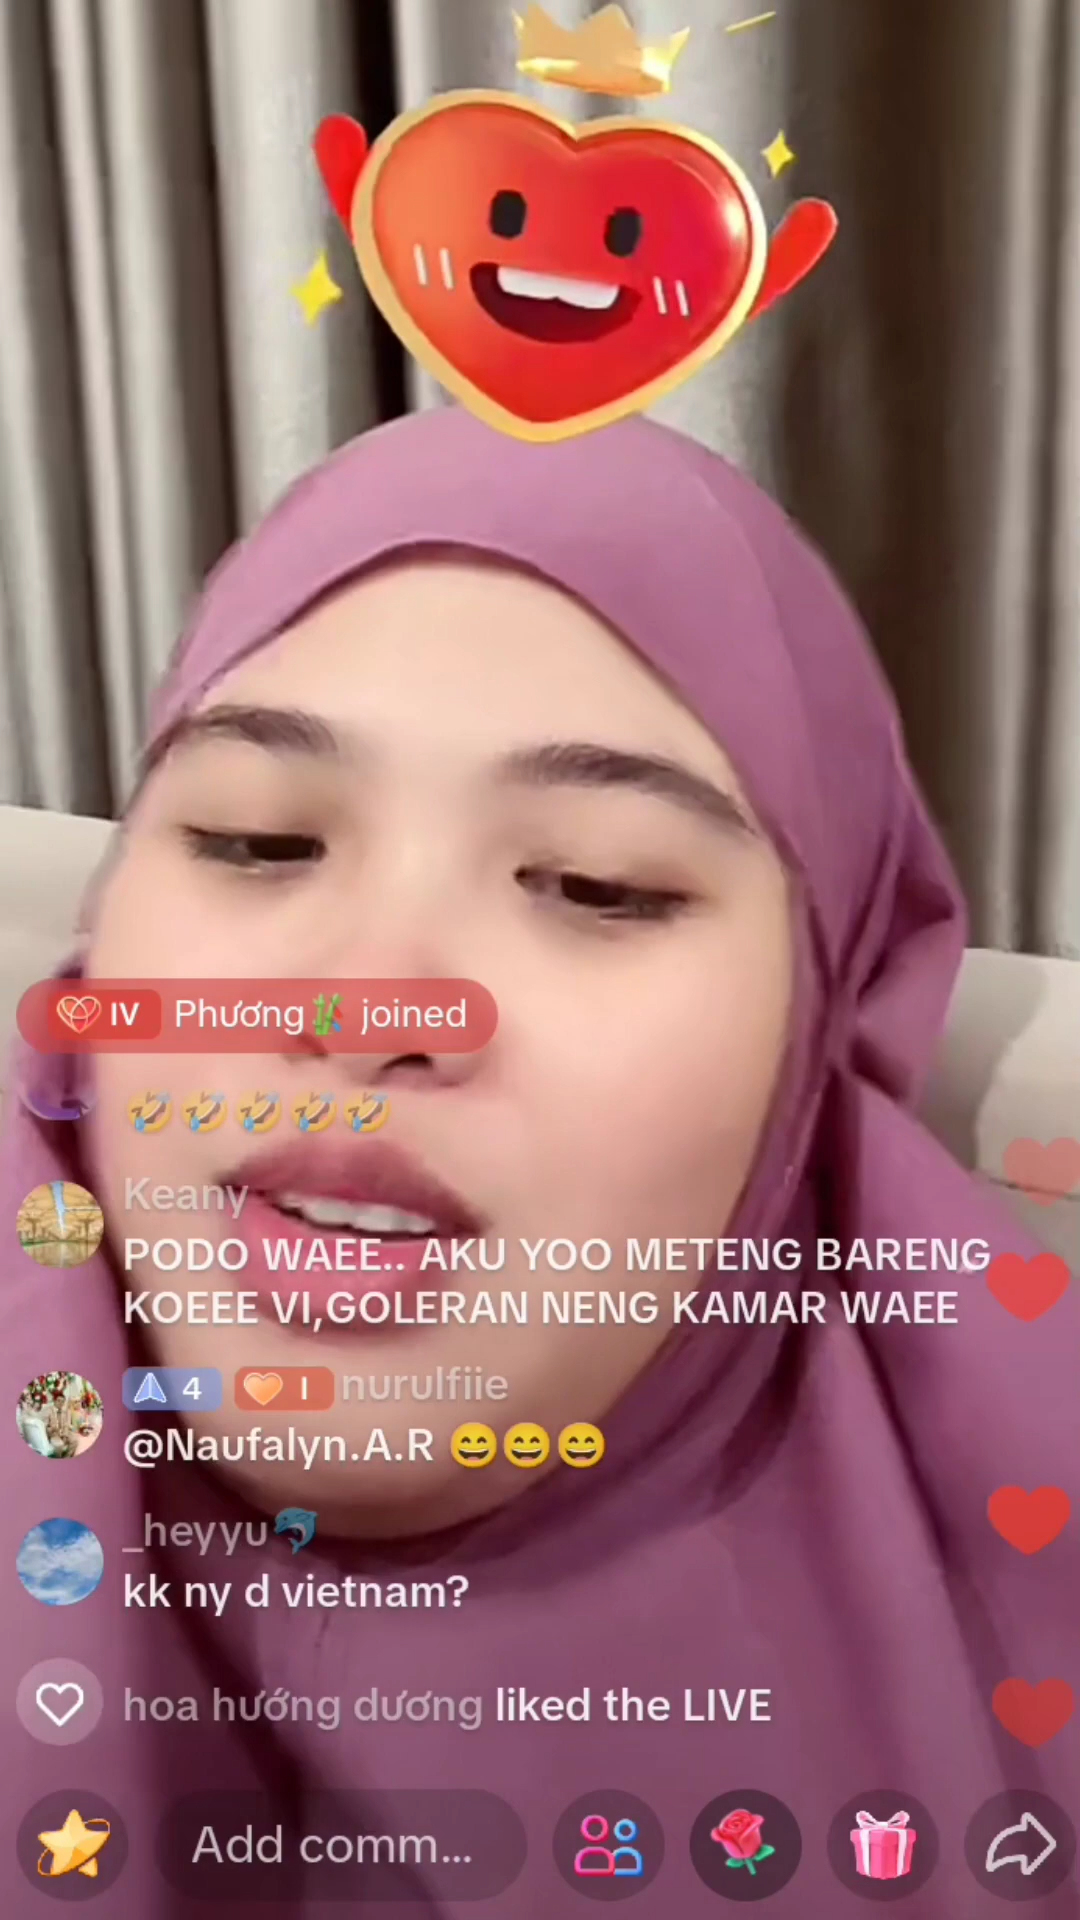 IV Phương joined
🤣🤣🤣🤣🤣
Keany
PODO WAEE.. AKU YOO METENG BARENG
KOEEE VI,GOLERAN NENG KAMAR WAEE
4 I nurulfiie
@Naufalyn.A.R 😄😄😄
_heyyu🐬
kk ny d vietnam?
hoa hướng dương liked the LIVE
Add comm...